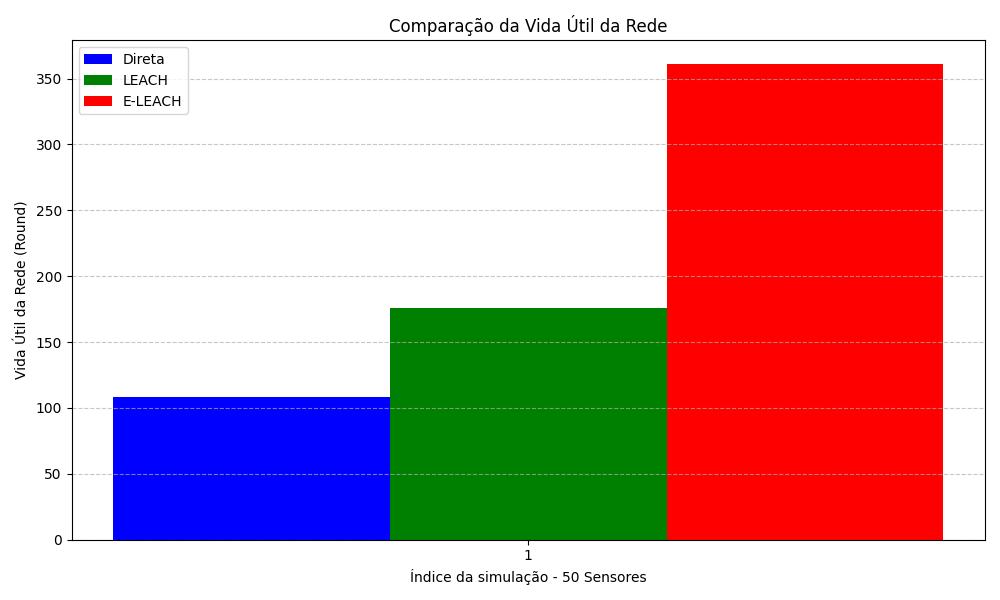 Comparação da Vida Útil da Rede
Direta
LEACH
E-LEACH
Vida Útil da Rede (Round)
350
300
250
200
150
100
50
0
1
Índice da simulação - 50 Sensores